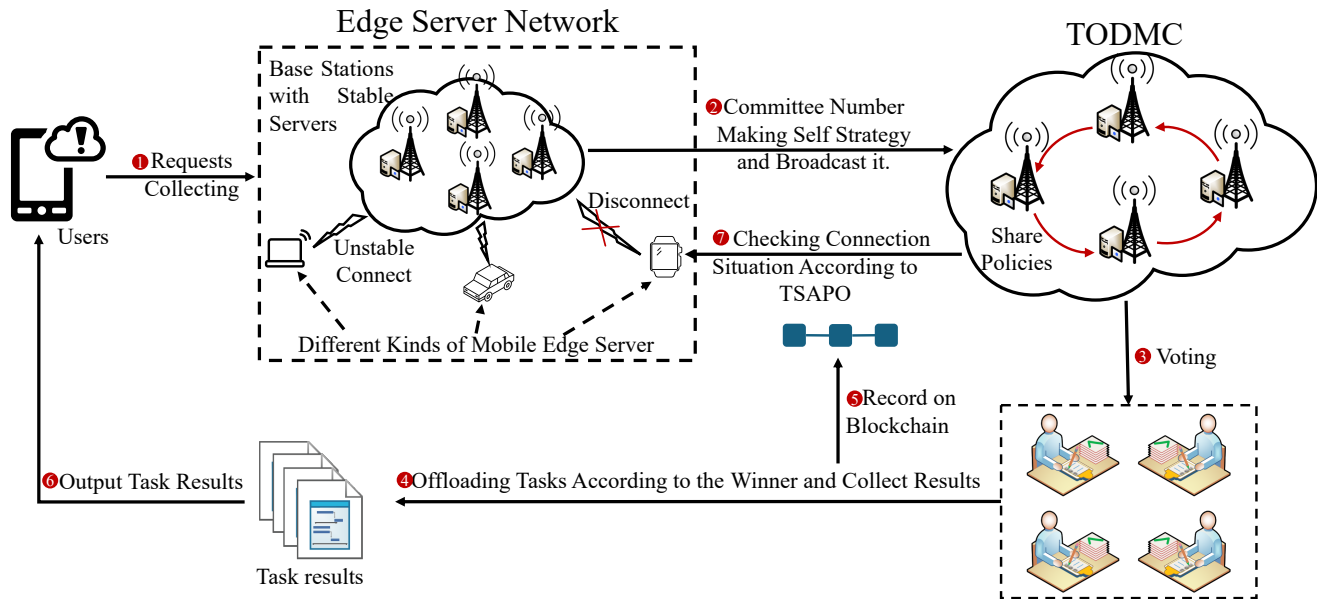 Edge Server Network
TODMC
Base Stations
with Stable
Servers
❶Requests
Collecting
Users
❷Committee Number
Making Self Strategy
and Broadcast it.
Disconnect
Unstable
Connect
Different Kinds of Mobile Edge Server
❼ Checking Connection
Situation According to
TSAPO
Share
Policies
❸ Voting
❺Record on
Blockchain
❹Offloading Tasks According to the Winner and Collect Results
❻Output Task Results
Task results